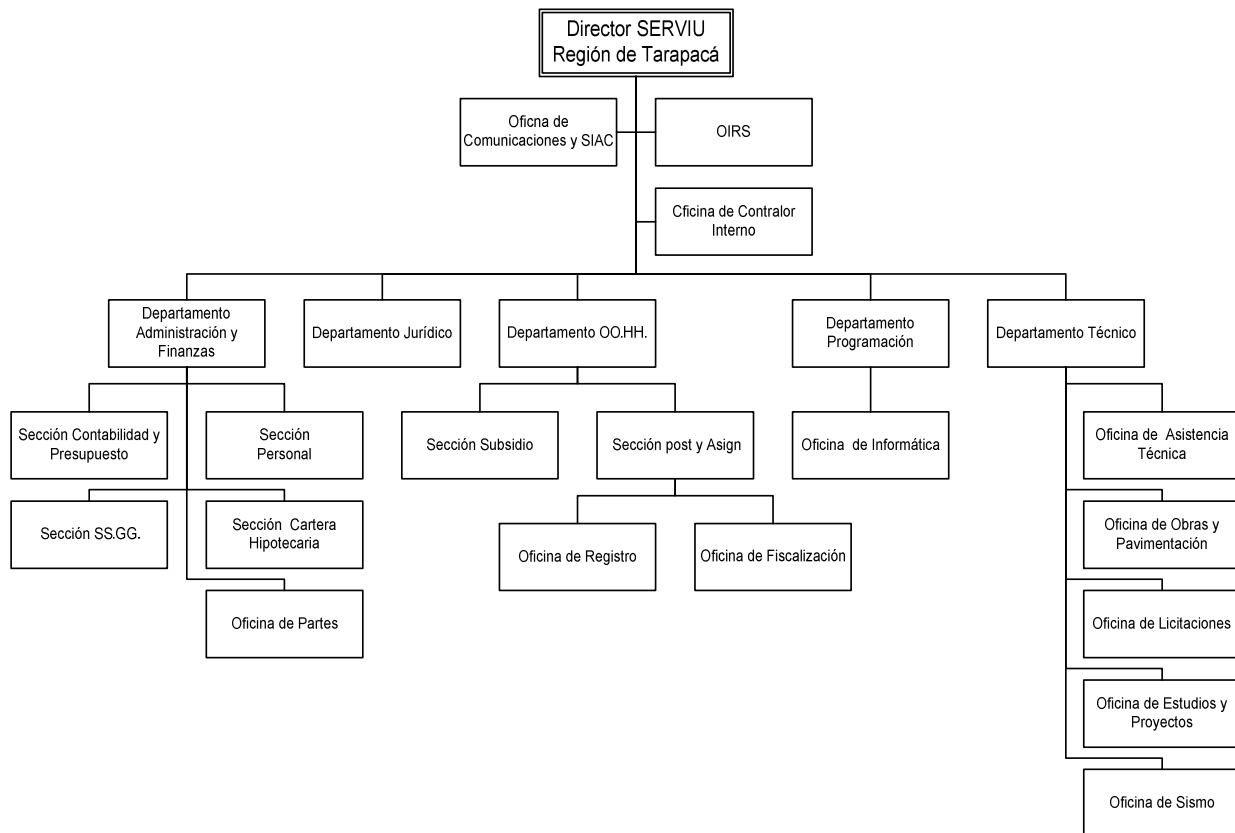 Director SERVIU
Región de Tarapacá
Oficna de
Comunicaciones y SIAC
OIRS
Cficina de Contralor
Interno
Departamento
Administración y
Finanzas
Departamento Jurídico
Departamento OO.HH.
Departamento
Programación
Departamento Técnico
Sección Contabilidad y
Presupuesto
Sección
Personal
Sección Subsidio
Sección post y Asign
Oficina de Informática
Oficina de Asistencia
Técnica
Sección SS.GG.
Sección Cartera
Hipotecaria
Oficina de Registro
Oficina de Fiscalización
Oficina de Obras y
Pavimentación
Oficina de Partes
Oficina de Licitaciones
Oficina de Estudios y
Proyectos
Oficina de Sismo